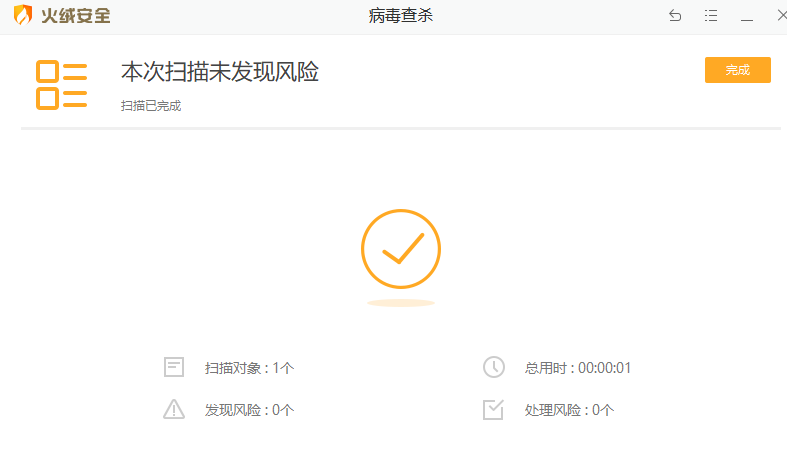 火绒安全
病毒查杀
本次扫描未发现风险
完成
扫描已完成
扫描对象 : 1个
总用时 : 00:00:01
发现风险 : 0个
处理风险 : 0个